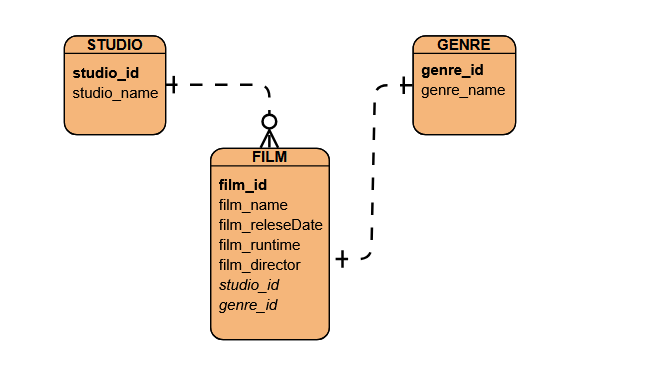 STUDIO
studio_id
studio_name
GENRE
genre_id
genre_name
FILM
film_id
film_name
film_releseDate
film_runtime
film_director
studio_id
genre_id